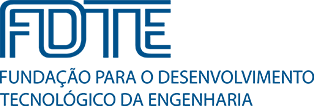 FDTE
FUNDAÇÃO PARA O DESENVOLVIMENTO
TECNOLÓGICO DA ENGENHARIA